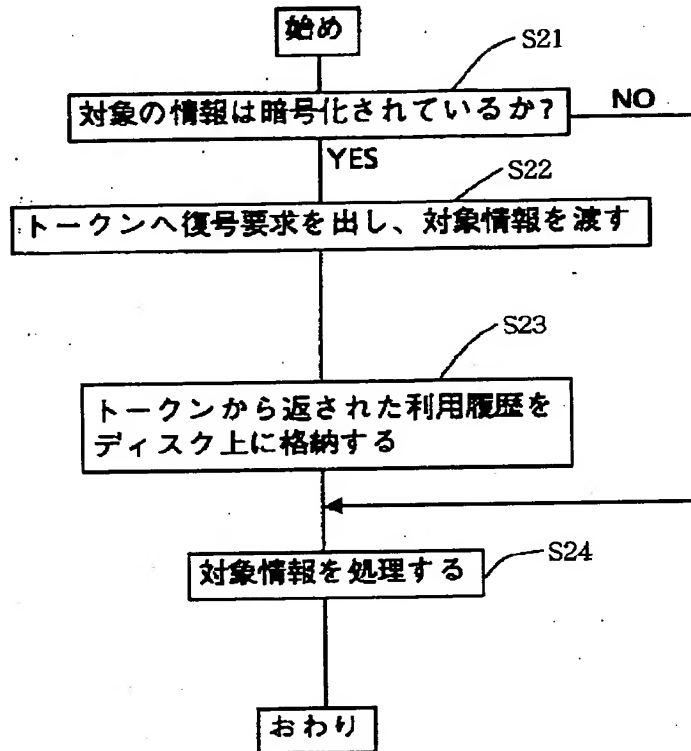 始め
S21
対象の情報は暗号化されているか?
NO
YES
S22
トークンへ復号要求を出し、対象情報を渡す
S23
トークンから返された利用履歴を
ディスク上に格納する
S24
対象情報を処理する
おわり